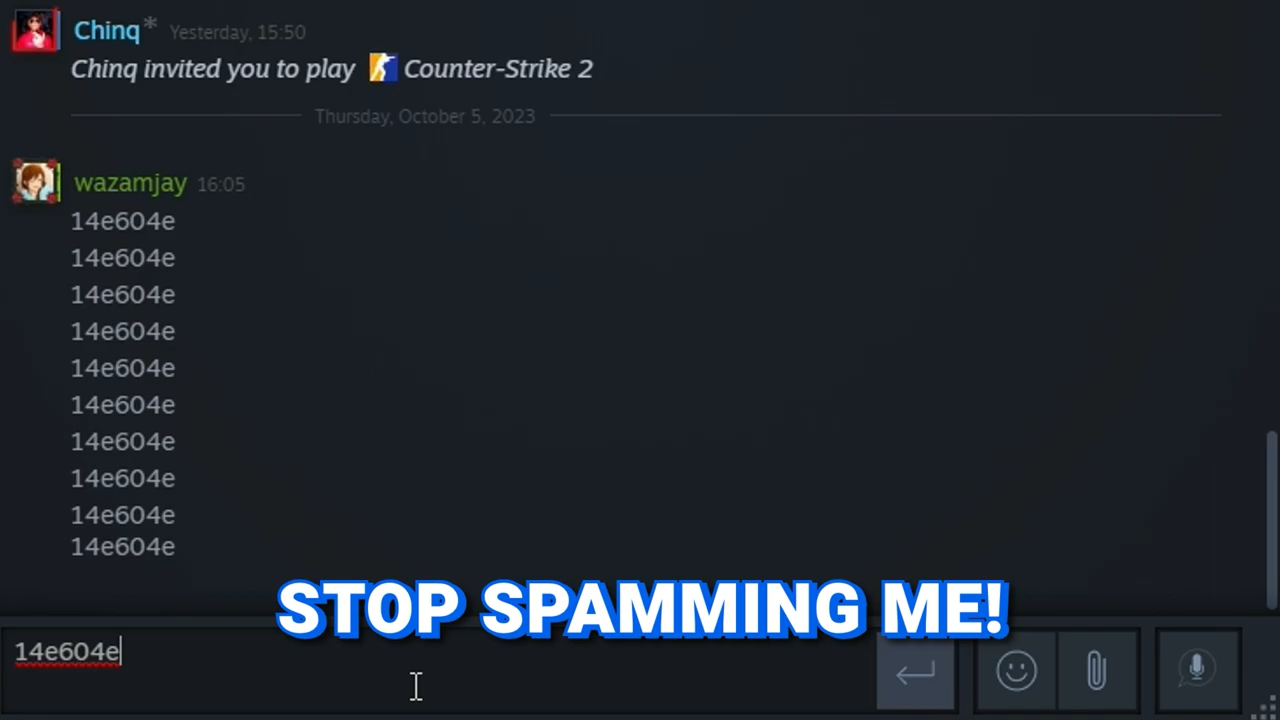 Chinq* Yesterday, 15:50
Chinq invited you to play Counter-Strike 2
Thursday, October 5, 2023
wazamjay 16:05
14e604e
14e604e
14e604e
14e604e
14e604e
14e604e
14e604e
14e604e
14e604e
14e604e
STOP SPAMMING ME!
14e604e